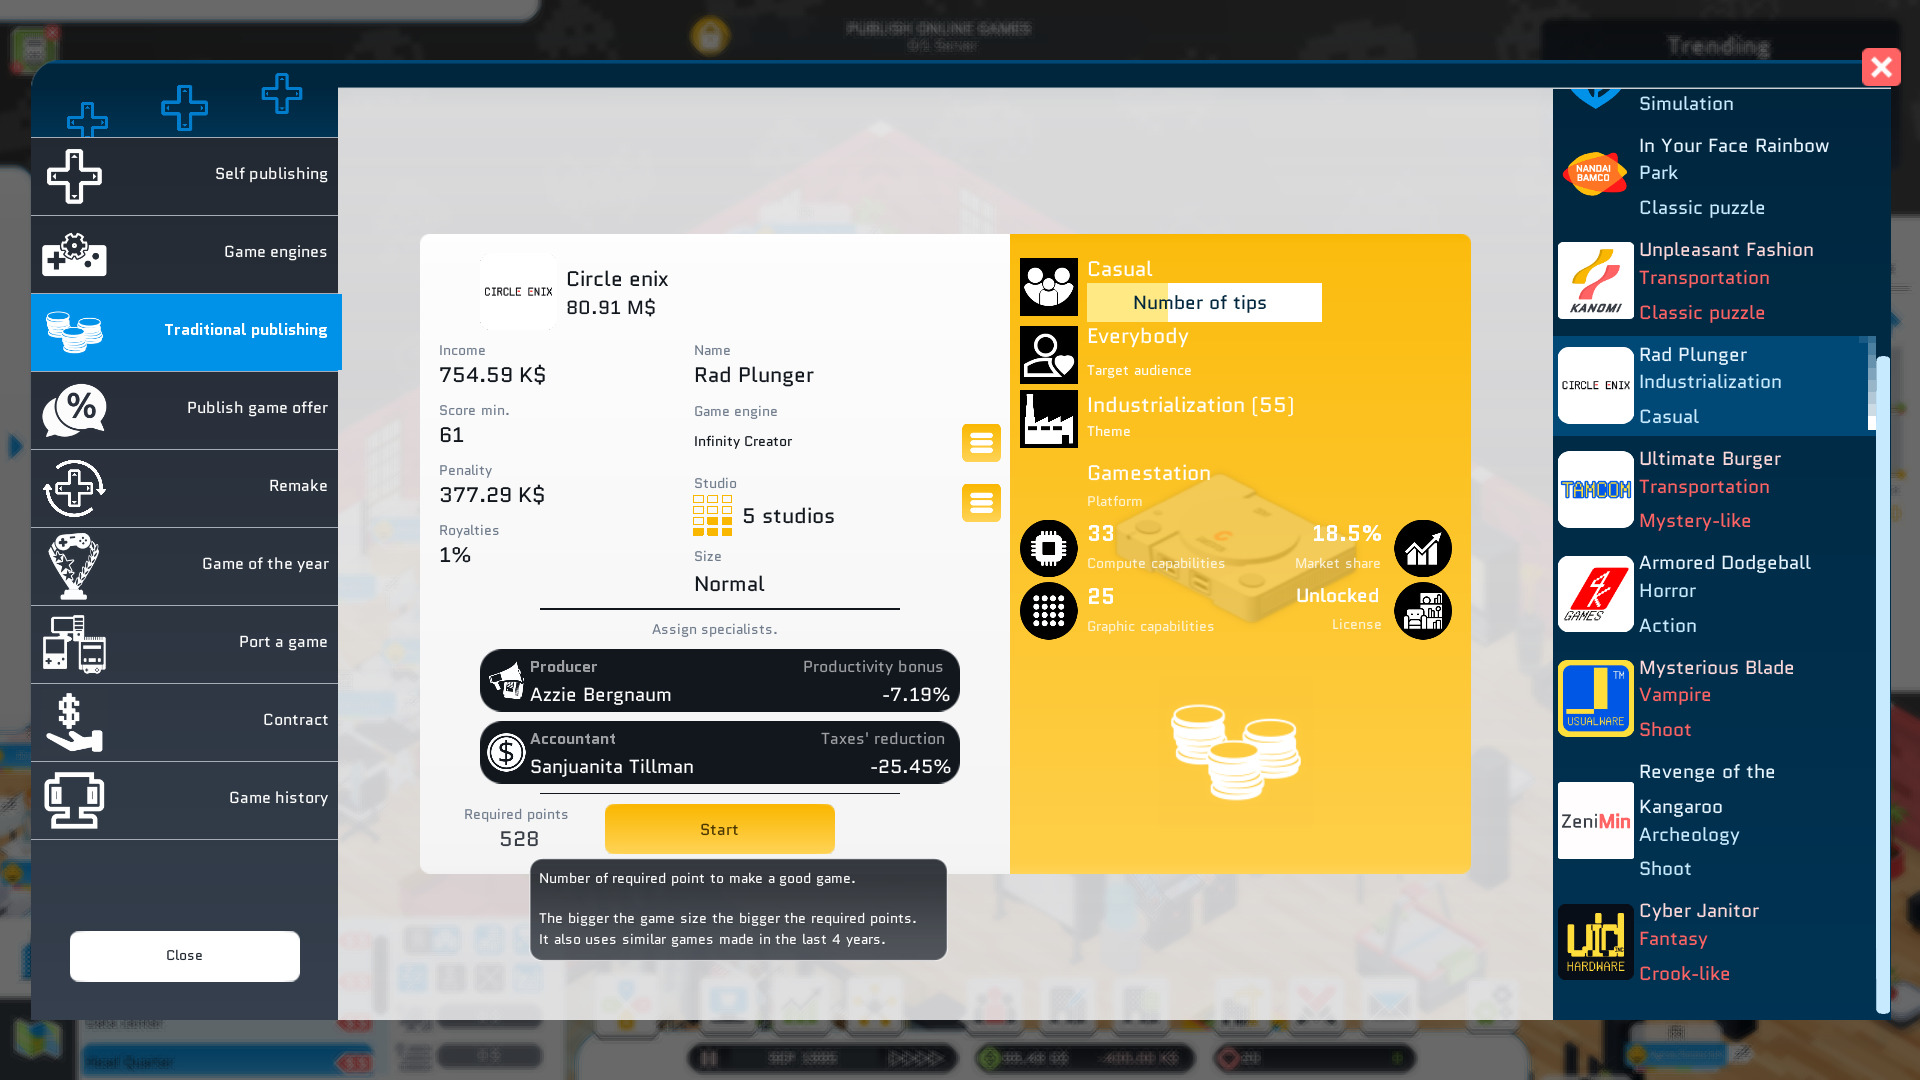 PUBLISH ONLINE GAMES
0/1 Server
Trending
Self publishing
Game engines
Traditional publishing
Publish game offer
Remake
Game of the year
Port a game
Contract
Game history
Close
CIRCLE ENIX
Circle enix
80.91 M$
Income
754.59 K$
Score min.
61
Penality
377.29 K$
Royalties
1%
Name
Rad Plunger
Game engine
Infinity Creator
Studio
5 studios
Size
Normal
Assign specialists.
Producer
Productivity bonus
Azzie Bergnaum
-7.19%
Accountant
Taxes' reduction
Sanjuanita Tillman
-25.45%
Required points
528
Start
Number of required point to make a good game.
The bigger the game size the bigger the required points.
It also uses similar games made in the last 4 years.
Casual
Number of tips
Everybody
Target audience
Industrialization (55)
Theme
Gamestation
Platform
33
Compute capabilities
18.5%
Market share
25
Graphic capabilities
Unlocked
License
Simulation
NANDAI
BAMCO
In Your Face Rainbow
Park
Classic puzzle
KANOMI
Unpleasant Fashion
Transportation
Classic puzzle
CIRCLE ENIX
Rad Plunger
Industrialization
Casual
TAMCOM
Ultimate Burger
Transportation
Mystery-like
4K
GAMES
Armored Dodgeball
Horror
Action
TM
USUALWARE
Mysterious Blade
Vampire
Shoot
ZeniMin
Revenge of the
Kangaroo
Archeology
Shoot
vid
INC
HARDWARE
Cyber Janitor
Fantasy
Crook-like